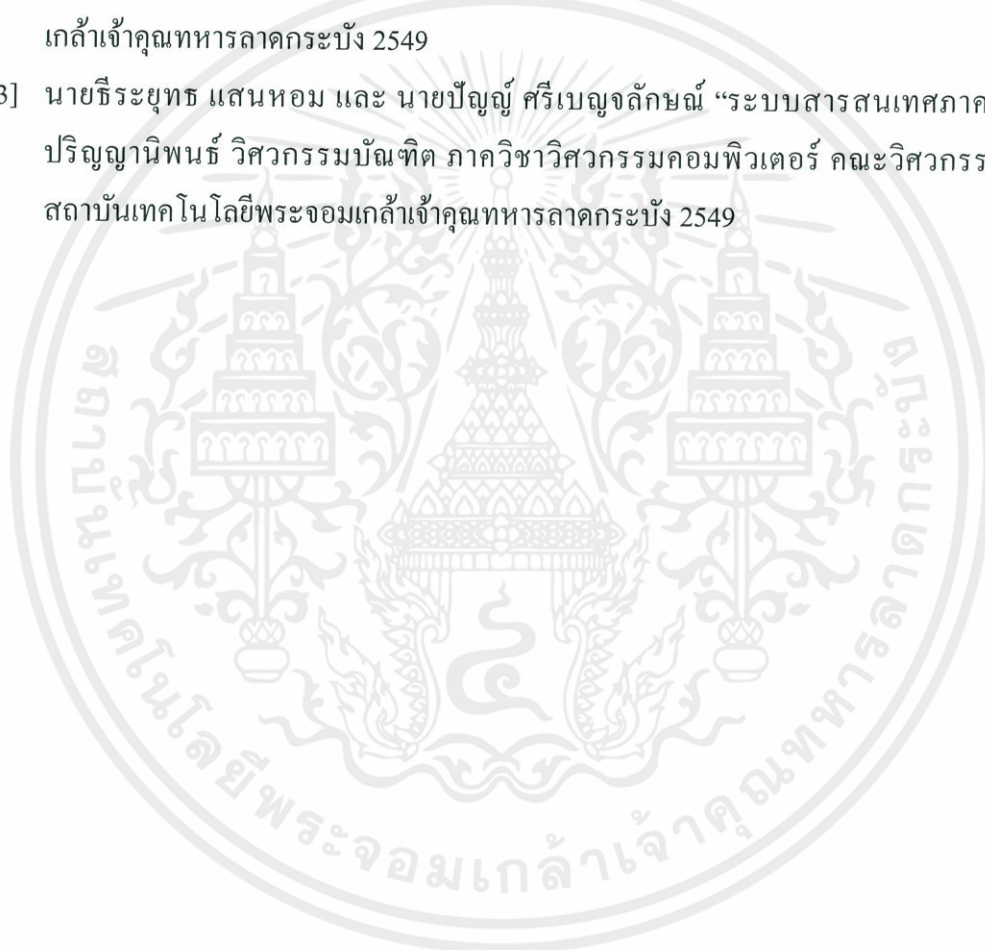 เกล้าเจ้าคุณทหารลาดกระบัง 2549
3] นายธีระยุทธ แสนหอม และ นายปัญญ์ ศรีเบญจลักษณ์ “ระบบสารสนเทศภาค
ปริญญานิพนธ์ วิศวกรรมบัณฑิต ภาควิชาวิศวกรรมคอมพิวเตอร์ คณะวิศวกรร
สถาบันเทคโนโลยีพระจอมเกล้าเจ้าคุณทหารลาดกระบัง 2549
สถาบันเทคโนโลยีพระจอมเกล้าเจ้าคุณทหารลาดกระบัง